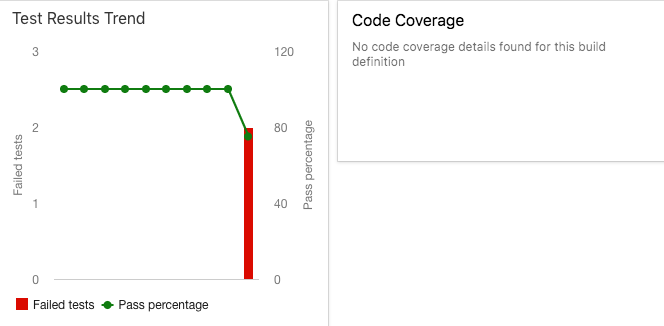 Test Results Trend
3
2
1
0
Failed tests
120
80
40
0
Pass percentage
Failed tests
Pass percentage
Code Coverage
No code coverage details found for this build
definition